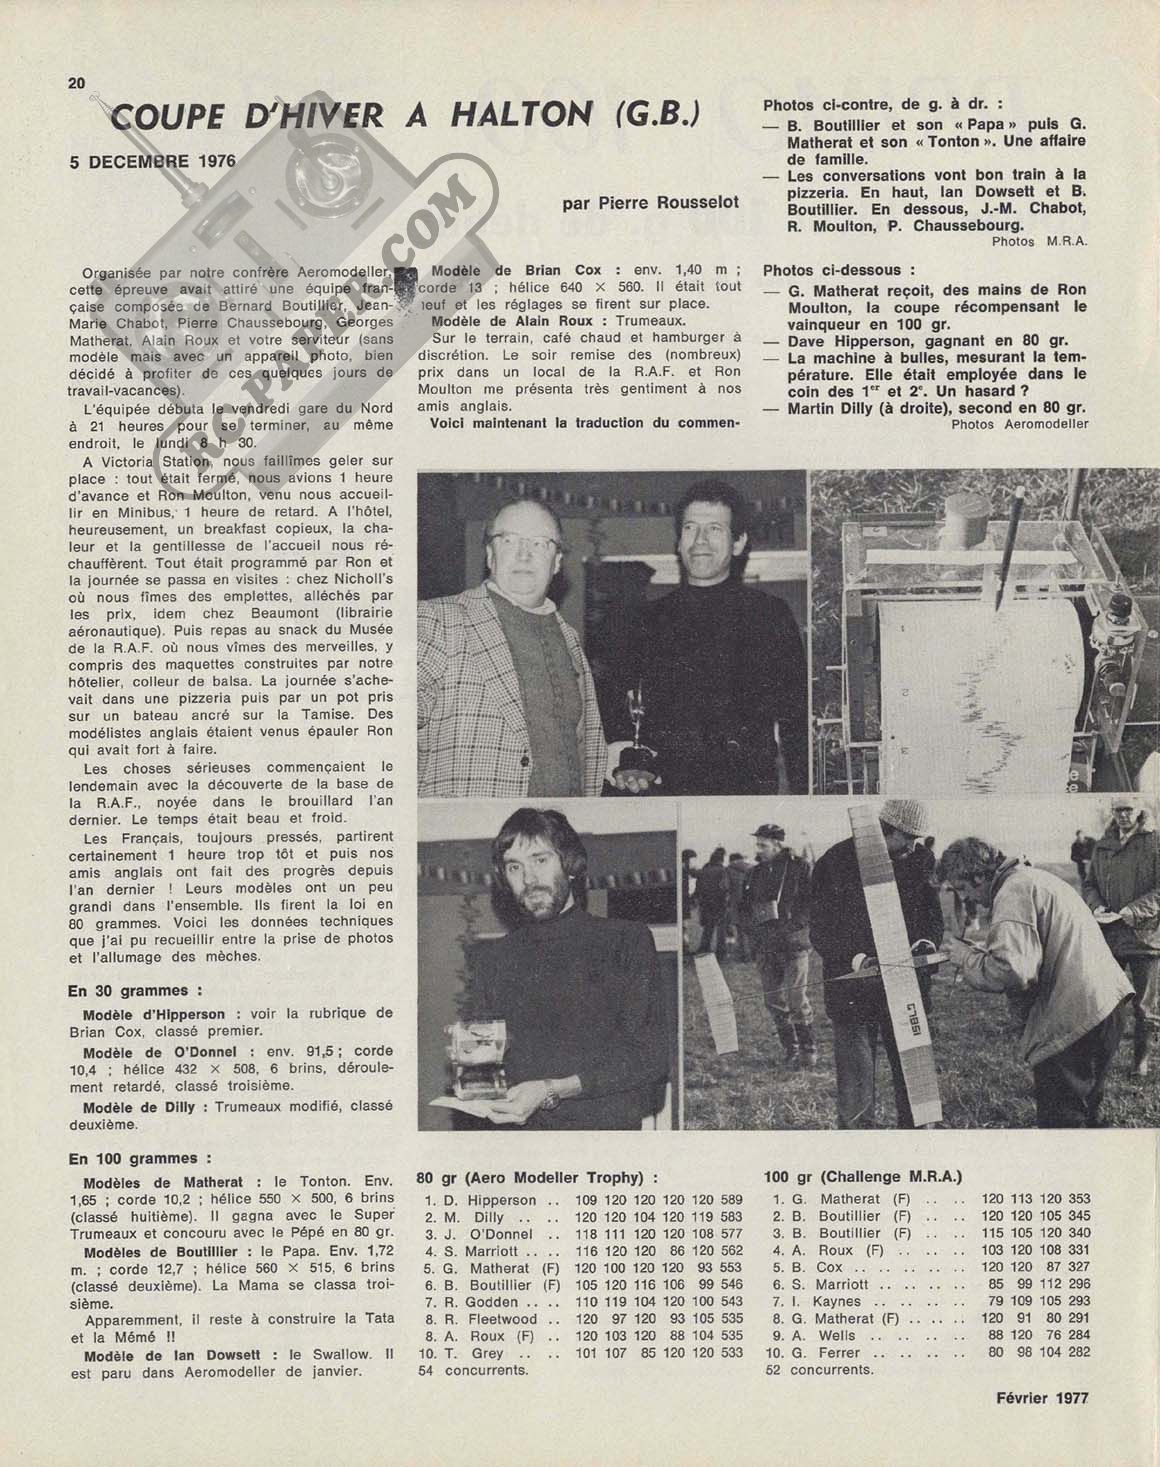 20
COUPE D'HIVER A HALTON (G.B.)
5 DECEMBRE 1976
par Pierre Rousselot
Organisée par notre confrère Aeromodeller,
cette épreuve avait attiré une équipe fran-
çaise composée de Bernard Boutillier, Jean-
Marie Chabot, Pierre Chaussebourg, Georges
Matherat, Alain Roux et votre serviteur (sans
modèle mais avec un appareil photo, bien
décidé à profiter de ces quelques jours de
travail-vacances).
L'équipée débuta le vendredi gare du Nord
à 21 heures pour se terminer, au même
endroit, le lundi 8 h 30.
A Victoria Station, nous faillîmes geler sur
place : tout était fermé, nous avions 1 heure
d'avance et Ron Moulton, venu nous accueil-
lir en Minibus, 1 heure de retard. A l'hôtel,
heureusement, un breakfast copieux, la cha-
leur et la gentillesse de l'accueil nous ré-
chauffèrent. Tout était programmé par Ron et
la journée se passa en visites : chez Nicholl's
où nous fîmes des emplettes, alléchés par
les prix, idem chez Beaumont (librairie
aéronautique). Puis repas au snack du Musée
de la R.A.F. où nous vîmes des merveilles, y
compris des maquettes construites par notre
hôtelier, colleur de balsa. La journée s'ache-
vait dans une pizzeria puis par un pot pris
sur un bateau ancré sur la Tamise. Des
modélistes anglais étaient venus épauler Ron
qui avait fort à faire.
Les choses sérieuses commençaient le
lendemain avec la découverte de la base de
la R.A.F., noyée dans le brouillard l'an
dernier. Le temps était beau et froid.
Les Français, toujours pressés, partirent
certainement 1 heure trop tôt et puis nos
amis anglais ont fait des progrès depuis
l'an dernier ! Leurs modèles ont un peu
grandi dans l'ensemble. Ils firent la loi en
80 grammes. Voici les données techniques
que j'ai pu recueillir entre la prise de photos
et l'allumage des mèches.
En 30 grammes :
Modèle d'Hipperson : voir la rubrique de
Brian Cox, classé premier.
Modèle de O'Donnel : env. 91,5 ; corde
10,4 ; hélice 432 × 508, 6 brins, déroule-
ment retardé, classé troisième.
Modèle de Dilly : Trumeaux modifié, classé
deuxième.
En 100 grammes :
Modèles de Matherat : le Tonton. Env.
1,65 ; corde 10,2 ; hélice 550 × 500, 6 brins
(classé huitième). Il gagna avec le Super
Trumeaux et concouru avec le Pépé en 80 gr.
Modèles de Boutillier : le Papa. Env. 1,72
m. ; corde 12,7 ; hélice 560 × 515, 6 brins
(classé deuxième). La Mama se classa troi-
sième.
Apparemment, il reste à construire la Tata
et la Mémé !!
Modèle de Ian Dowsett : le Swallow. Il
est paru dans Aeromodeller de janvier.
Modèle de Brian Cox : env. 1,40 m ;
corde 13 ; hélice 640 × 560. Il était tout
neuf et les réglages se firent sur place.
Modèle de Alain Roux : Trumeaux.
Sur le terrain, café chaud et hamburger à
discrétion. Le soir remise des (nombreux)
prix dans un local de la R.A.F. et Ron
Moulton me présenta très gentiment à nos
amis anglais.
Voici maintenant la traduction du commen-
Photos ci-contre, de g. à dr. :
— B. Boutillier et son « Papa » puis G.
Matherat et son « Tonton ». Une affaire
de famille.
— Les conversations vont bon train à la
pizzeria. En haut, Ian Dowsett et B.
Boutillier. En dessous, J.-M. Chabot,
R. Moulton, P. Chaussebourg.
Photos M.R.A.
Photos ci-dessous :
— G. Matherat reçoit, des mains de Ron
Moulton, la coupe récompensant le
vainqueur en 100 gr.
— Dave Hipperson, gagnant en 80 gr.
— La machine à bulles, mesurant la tem-
pérature. Elle était employée dans le
coin des 1er et 2e. Un hasard ?
— Martin Dilly (à droite), second en 80 gr.
Photos Aeromodeller
RC-PAPER.COM
80 gr (Aero Modeller Trophy) :
1. D. Hipperson .. 109 120 120 120 120 589
2. M. Dilly .. .. 120 120 104 120 119 583
3. J. O'Donnel .. 118 111 120 120 108 577
4. S. Marriott .. .. 116 120 120 86 120 562
5. G. Matherat (F) 120 100 120 120 93 553
6. B. Boutillier (F) 105 120 116 106 99 546
7. R. Godden .. .. 110 119 104 120 100 543
8. R. Fleetwood .. 120 97 120 93 105 535
8. A. Roux (F) .. 120 103 120 88 104 535
10. T. Grey .. .. 101 107 85 120 120 533
54 concurrents.
100 gr (Challenge M.R.A.)
1. G. Matherat (F) .. .. 120 113 120 353
2. B. Boutillier (F) .. .. 120 120 105 345
3. B. Boutillier (F) .. .. 115 105 120 340
4. A. Roux (F) .. .. .. 103 120 108 331
5. B. Cox .. .. .. .. .. 120 120 87 327
6. S. Marriott .. .. .. .. 85 99 112 296
7. I. Kaynes .. .. .. .. 79 109 105 293
8. G. Matherat (F) .. .. .. 120 91 80 291
9. A. Wells .. .. .. .. 88 120 76 284
10. G. Ferrer .. .. .. .. 80 98 104 282
52 concurrents.
Février 1977